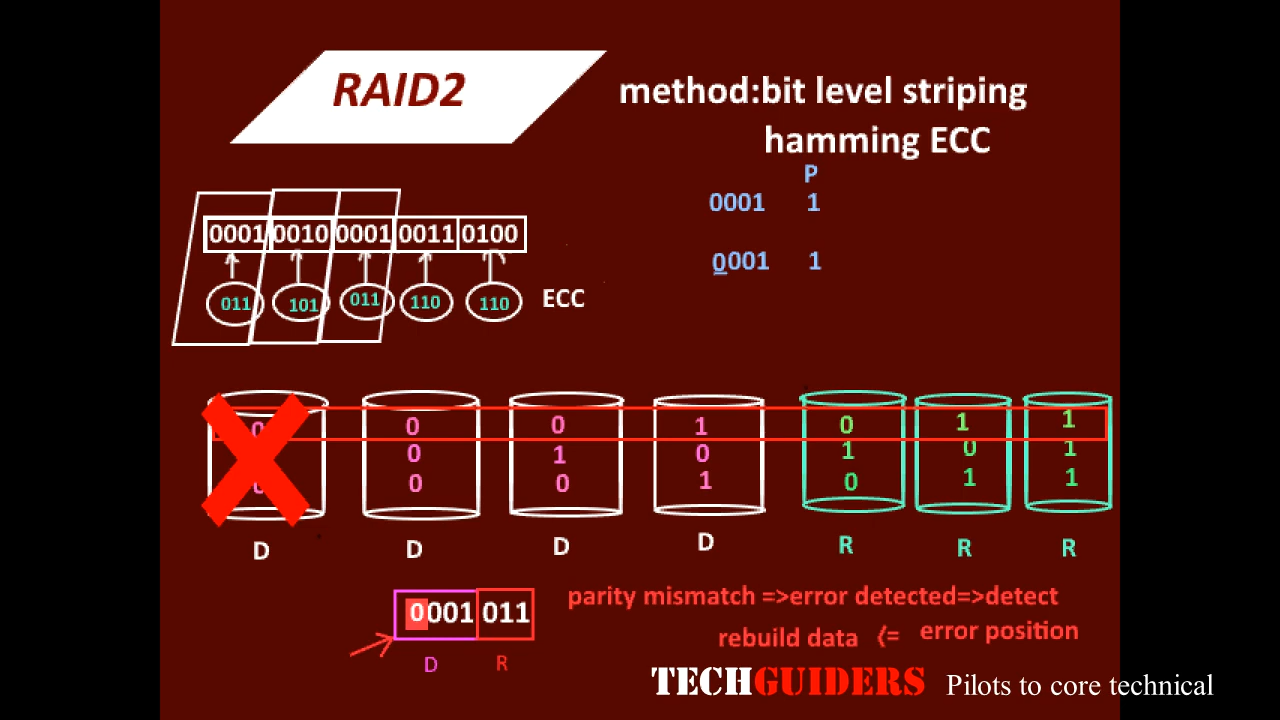 RAID2
method:bit level striping
hamming ECC
P
0001 1
0001 1
0001 0010 0001 0011 0100
011 101 011 110 110 ECC
0 0 0 1 0 1 1
0 1 0 1 0 1
0 0 0 1 0 1 1
D D D D R R R
0001 011
D R
parity mismatch =>error detected=>detect
rebuild data (= error position
TECHGUIDERS Pilots to core technical